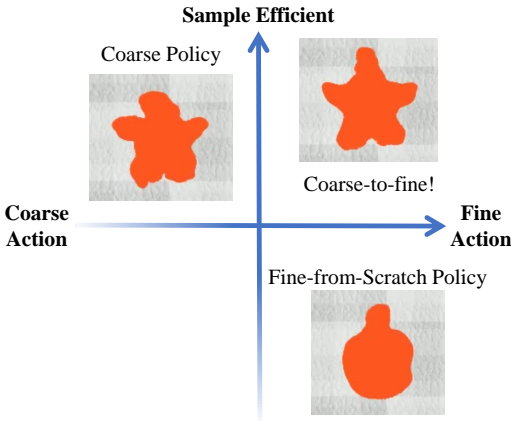 Sample Efficient
Coarse Policy
Coarse-to-fine!
Coarse
Action
Fine
Action
Fine-from-Scratch Policy